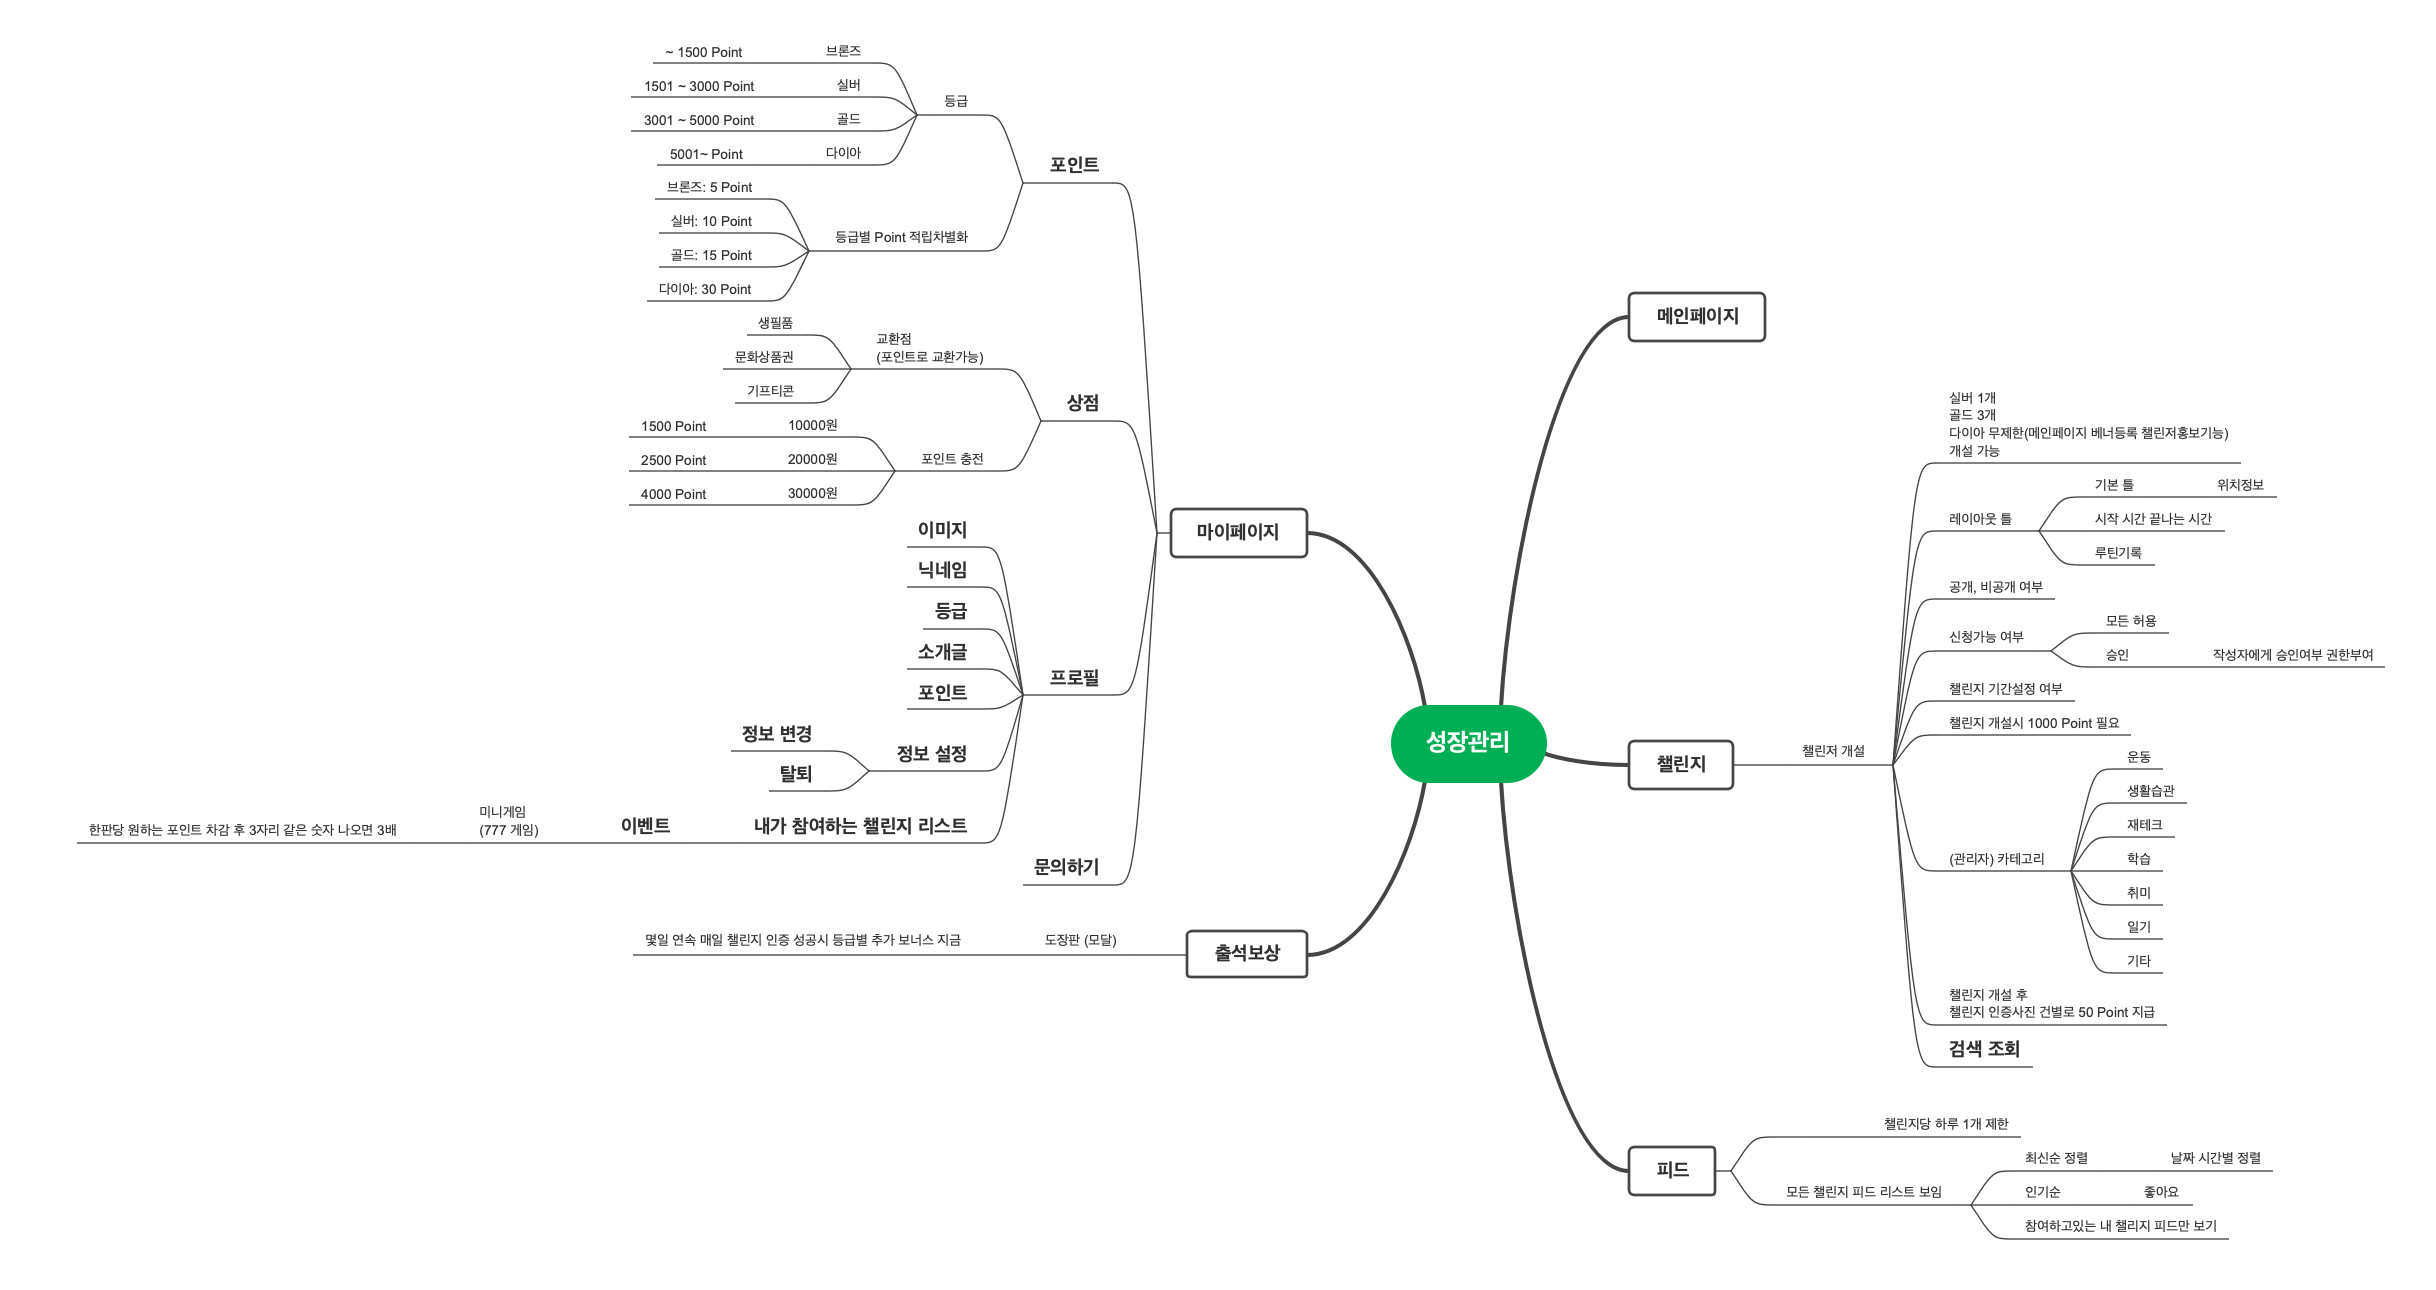 성장관리
메인페이지
챌린지
챌린저 개설
실버 1개
골드 3개
다이아 무제한(메인페이지 베너등록 챌린저홍보기능)
개설 가능
레이아웃 틀
기본 틀
위치정보
시작 시간 끝나는 시간
루틴기록
공개, 비공개 여부
신청가능 여부
모든 허용
승인
작성자에게 승인여부 권한부여
챌린지 기간설정 여부
챌린지 개설시 1000 Point 필요
(관리자) 카테고리
운동
생활습관
재테크
학습
취미
일기
기타
챌린지 개설 후
챌린지 인증사진 건별로 50 Point 지급
검색 조회
피드
챌린지당 하루 1개 제한
모든 챌린지 피드 리스트 보임
최신순 정렬
날짜 시간별 정렬
인기순
좋아요
참여하고있는 내 챌리지 피드만 보기
마이페이지
포인트
등급
브론즈
~ 1500 Point
실버
1501 ~ 3000 Point
골드
3001 ~ 5000 Point
다이아
5001~ Point
등급별 Point 적립차별화
브론즈: 5 Point
실버: 10 Point
골드: 15 Point
다이아: 30 Point
상점
교환점
(포인트로 교환가능)
생필품
문화상품권
기프티콘
포인트 충전
10000원
1500 Point
20000원
2500 Point
30000원
4000 Point
프로필
이미지
닉네임
등급
소개글
포인트
정보 설정
정보 변경
탈퇴
내가 참여하는 챌린지 리스트
이벤트
미니게임
(777 게임)
한판당 원하는 포인트 차감 후 3자리 같은 숫자 나오면 3배
문의하기
출석보상
도장판 (모달)
몇일 연속 매일 챌린지 인증 성공시 등급별 추가 보너스 지금